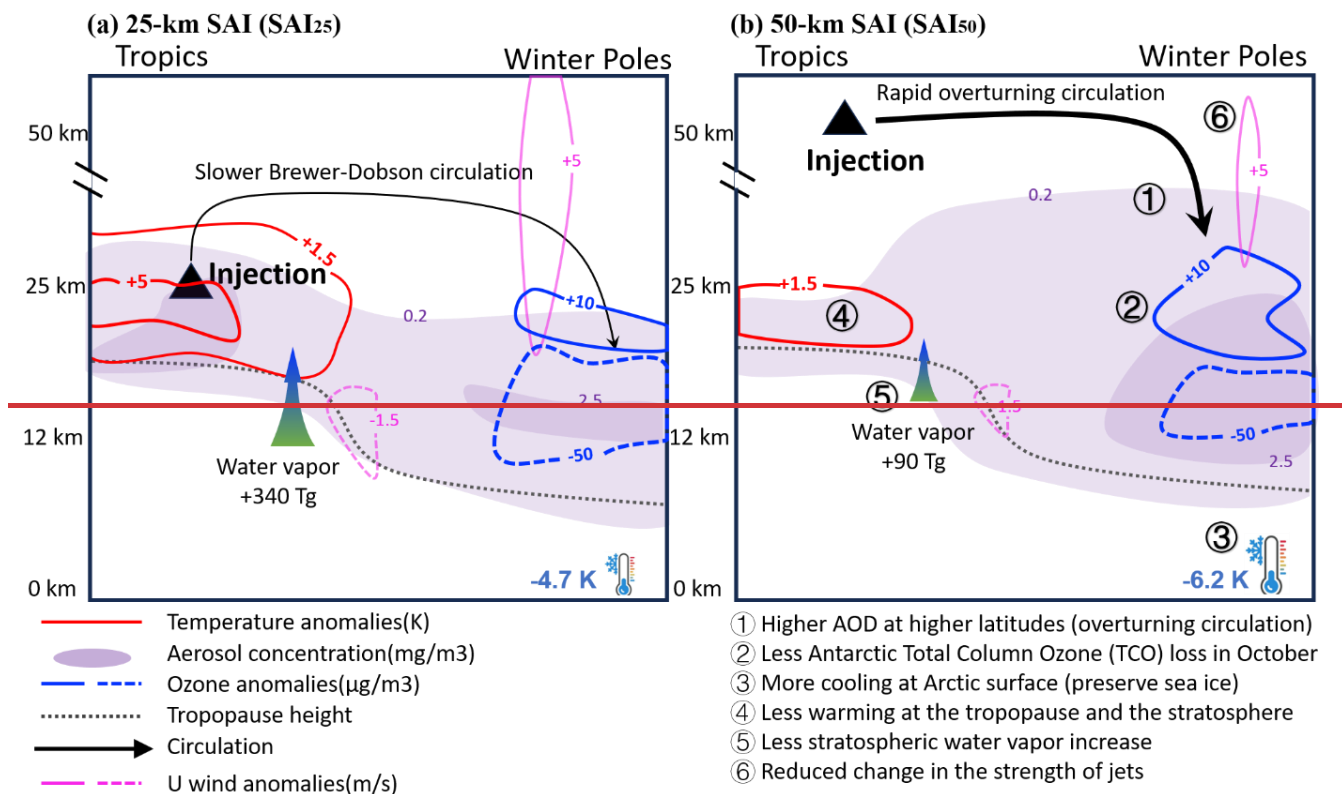 (a) 25-km SAI (SAI25)
Tropics
Winter Poles
50 km
25 km
12 km
0 km
Slower Brewer-Dobson circulation
+5
+1.5
+5
Injection
+10
0.2
2.5
-1.5
-50
Water vapor
+340 Tg
-4.7 K
(b) 50-km SAI (SAI50)
Tropics
Winter Poles
50 km
25 km
12 km
0 km
Rapid overturning circulation
Injection
⑥
+5
①
0.2
+10
②
+1.5
④
⑤
-1.5
Water vapor
+90 Tg
-50
2.5
③
-6.2 K
Temperature anomalies(K)
Aerosol concentration(mg/m3)
Ozone anomalies(µg/m3)
Tropopause height
Circulation
U wind anomalies(m/s)
① Higher AOD at higher latitudes (overturning circulation)
② Less Antarctic Total Column Ozone (TCO) loss in October
③ More cooling at Arctic surface (preserve sea ice)
④ Less warming at the tropopause and the stratosphere
⑤ Less stratospheric water vapor increase
⑥ Reduced change in the strength of jets